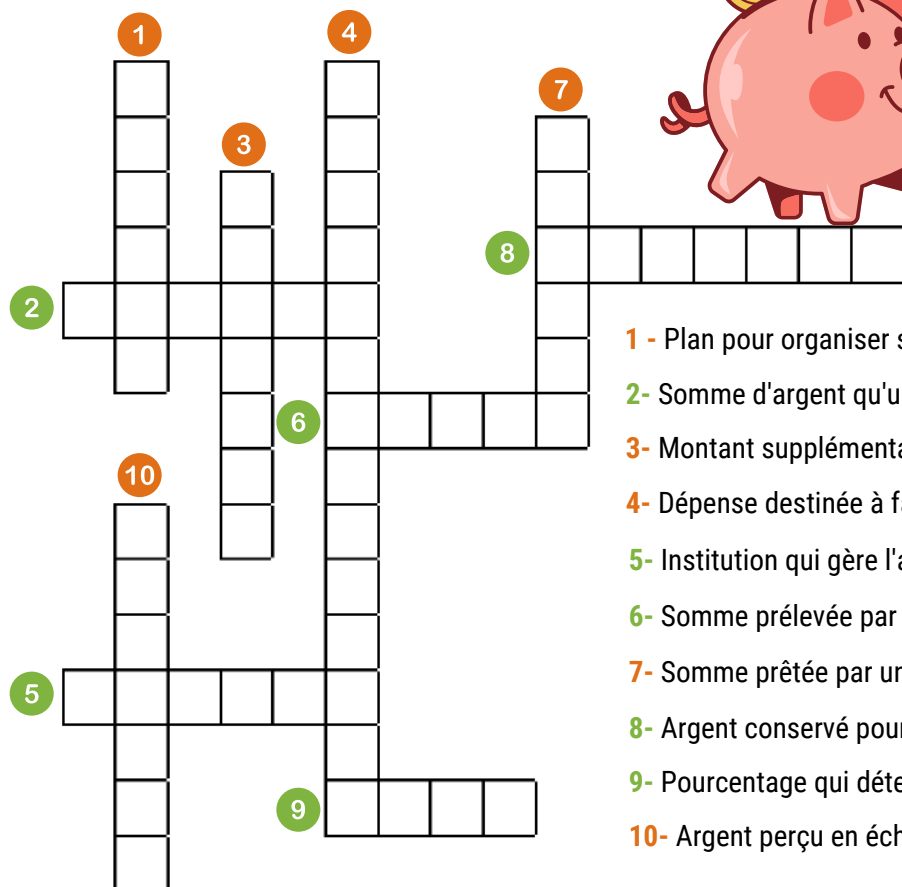 1
4
7
3
8
2
6
10
5
9
1 - Plan pour organiser s
2- Somme d'argent qu'u
3- Montant supplémenta
4- Dépense destinée à fa
5- Institution qui gère l'a
6- Somme prélevée par
7- Somme prêtée par un
8- Argent conservé pour
9- Pourcentage qui déte
10- Argent perçu en éch